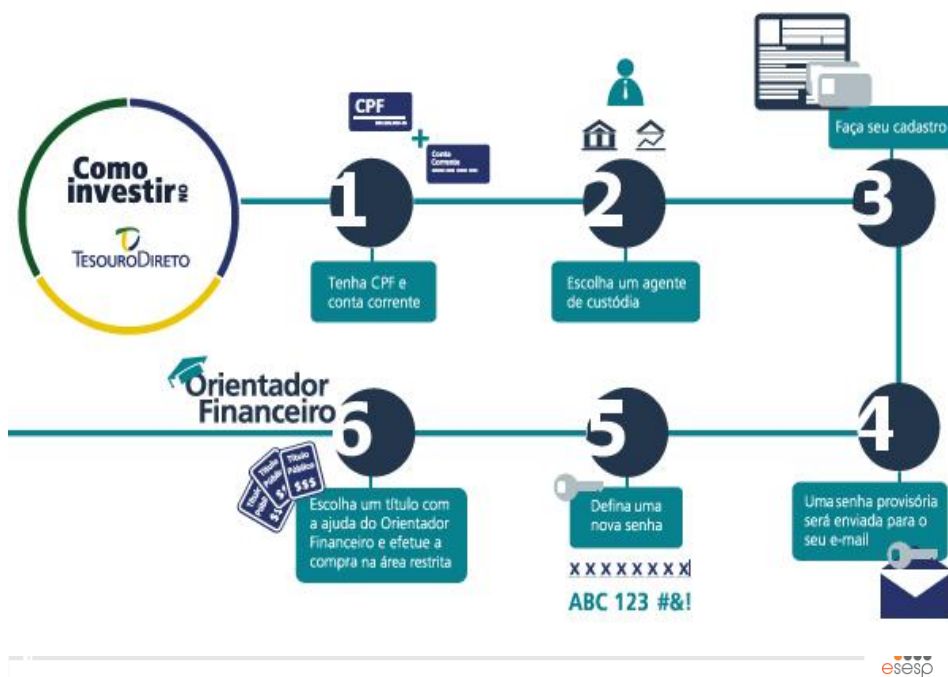 Como
investir no
TESOURODIRETO
CPF
+
Conta
Corrente
1
Tenha CPF e
conta corrente
2
Escolha um agente
de custódia
Faça seu cadastro
3
4
Uma senha provisória
será enviada para o
seu e-mail
5
Defina uma
nova senha
X X X X X X X X
ABC 123 #&!
Orientador
Financeiro
6
Título
Público
$$$
Título
Título
Escolha um título com
a ajuda do Orientador
Financeiro e efetue a
compra na área restrita
esesp